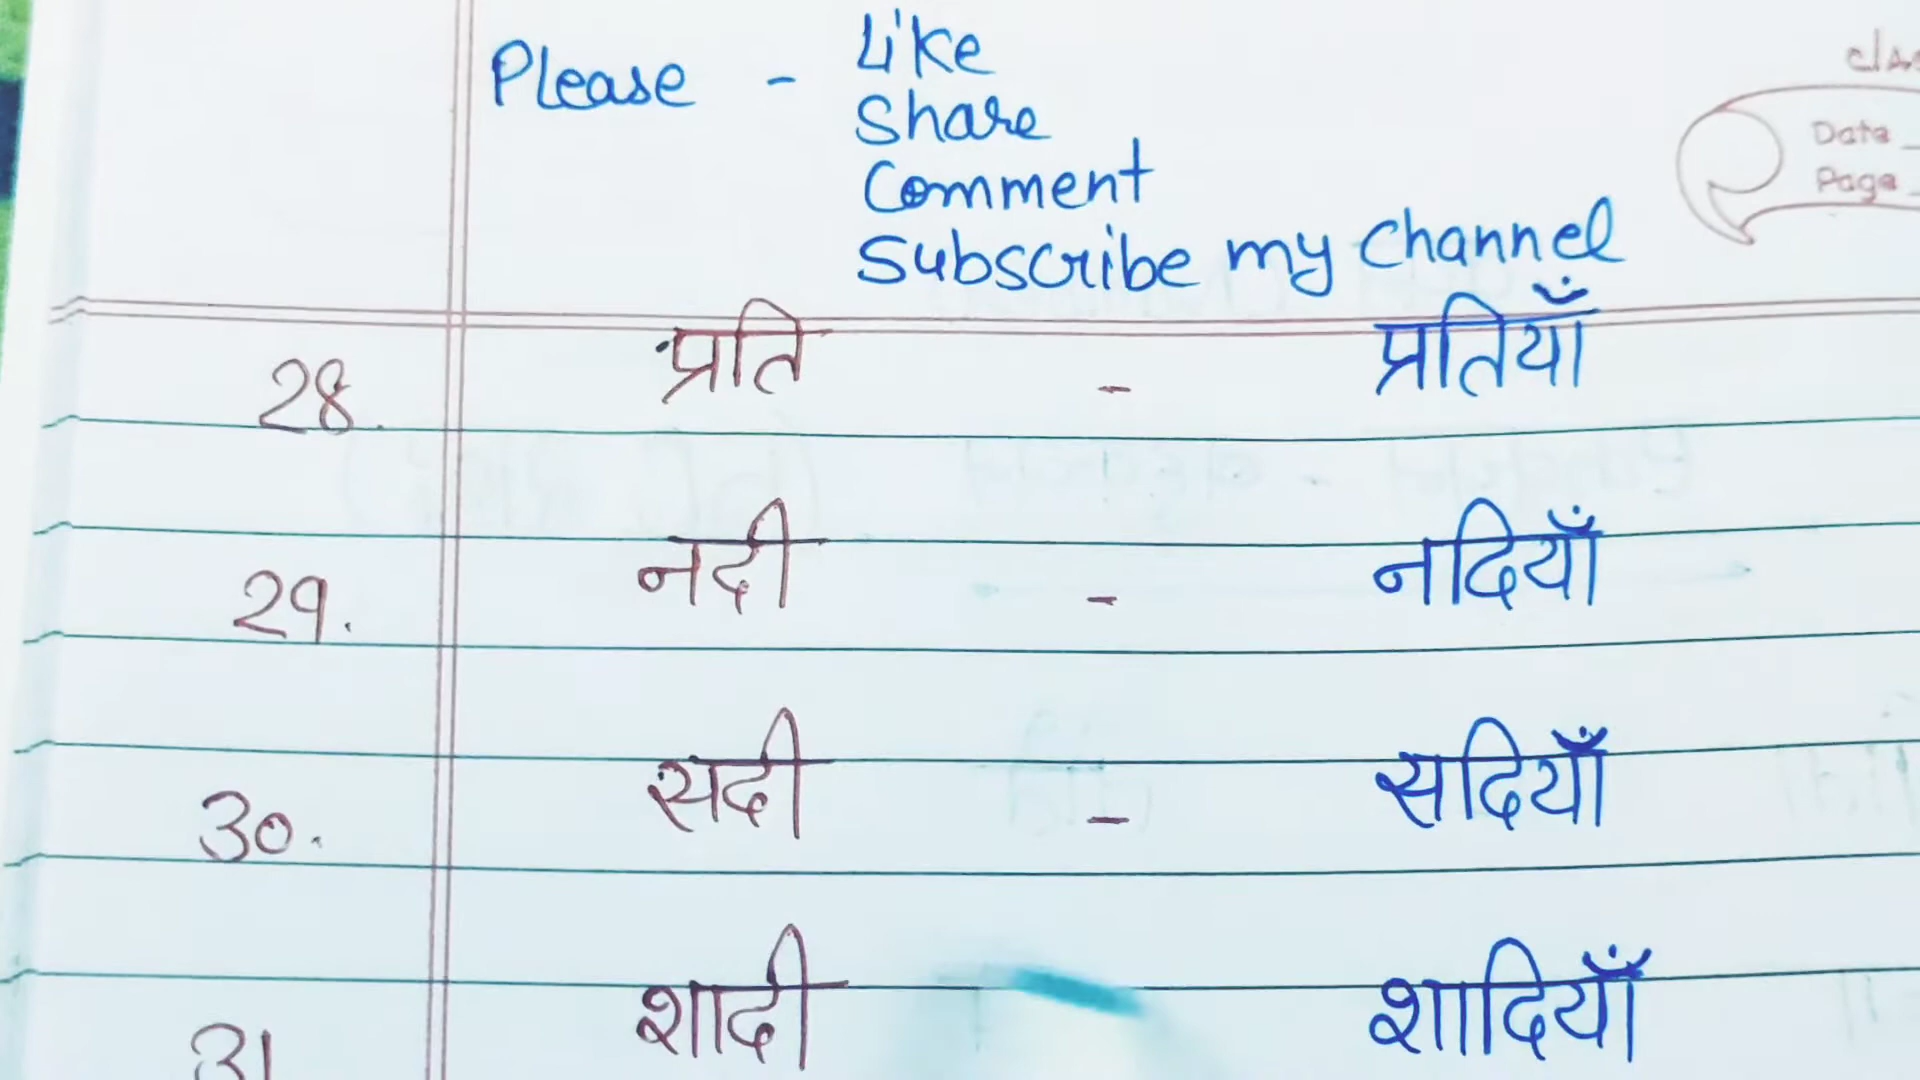 Please - Like
Share
Comment
Subscribe my channel
Date
Page
28. प्रति - प्रतियाँ
29. नदी - नदियाँ
30. सदी - सदियाँ
31 शादी - शादियाँ